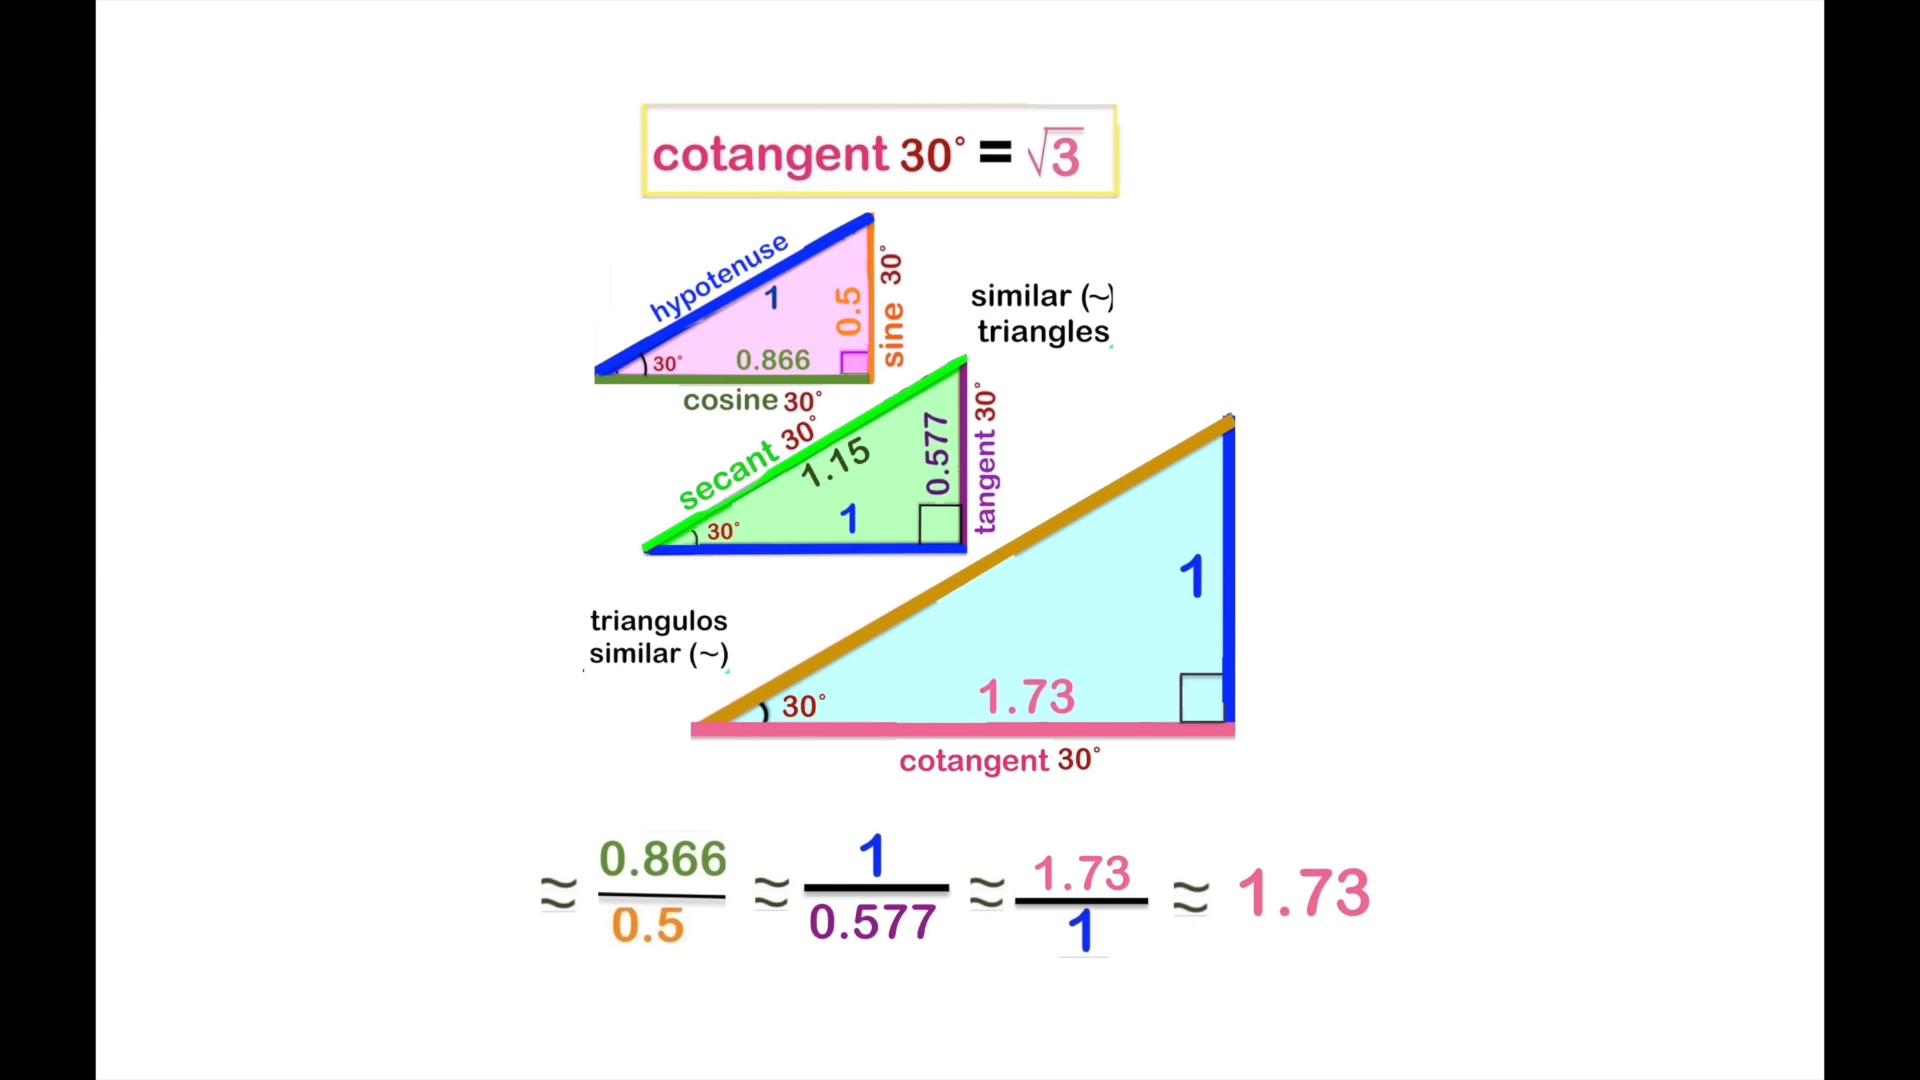 cotangent 30° = √3
hypotenuse
1
0.5
sine 30°
30°
0.866
cosine 30°
similar (~)
triangles
secant 30°
1.15
0.577
tangent 30°
30°
1
triangulos
similar (~)
1
30°
1.73
cotangent 30°
≈ 0.866/0.5 ≈ 1/0.577 ≈ 1.73/1 ≈ 1.73